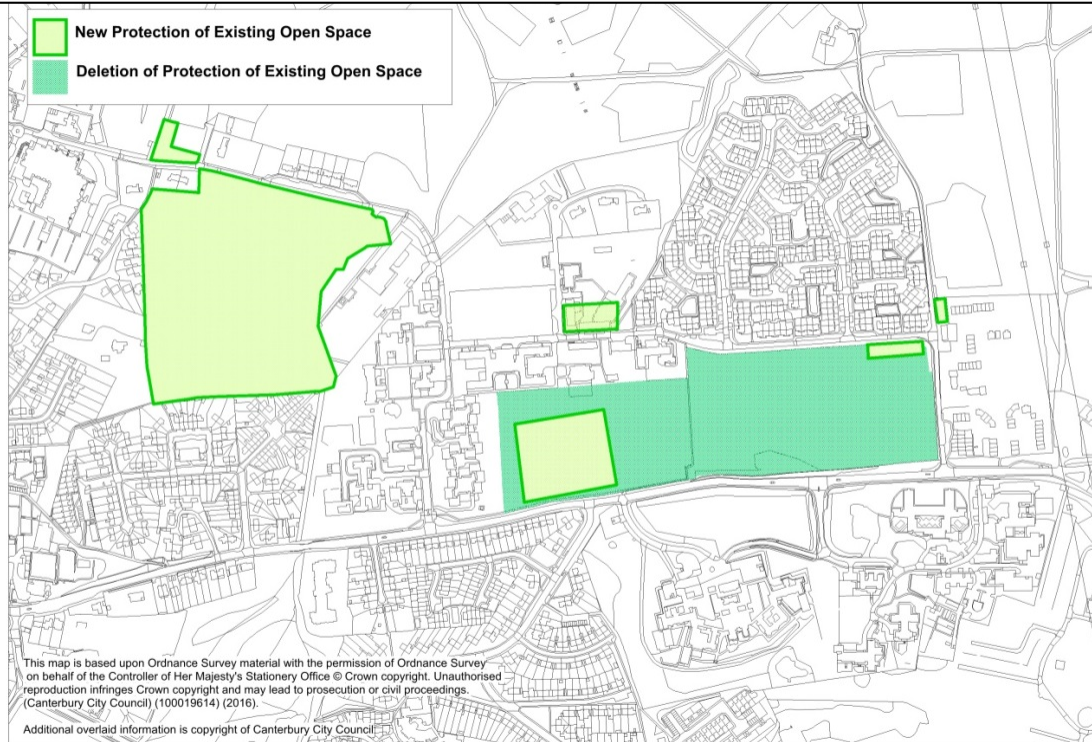 New Protection of Existing Open Space
Deletion of Protection of Existing Open Space
This map is based upon Ordnance Survey material with the permission of Ordnance Survey
on behalf of the Controller of Her Majesty's Stationery Office © Crown copyright. Unauthorised
reproduction infringes Crown copyright and may lead to prosecution or civil proceedings.
(Canterbury City Council) (100019614) (2016).
Additional overlaid information is copyright of Canterbury City Council.